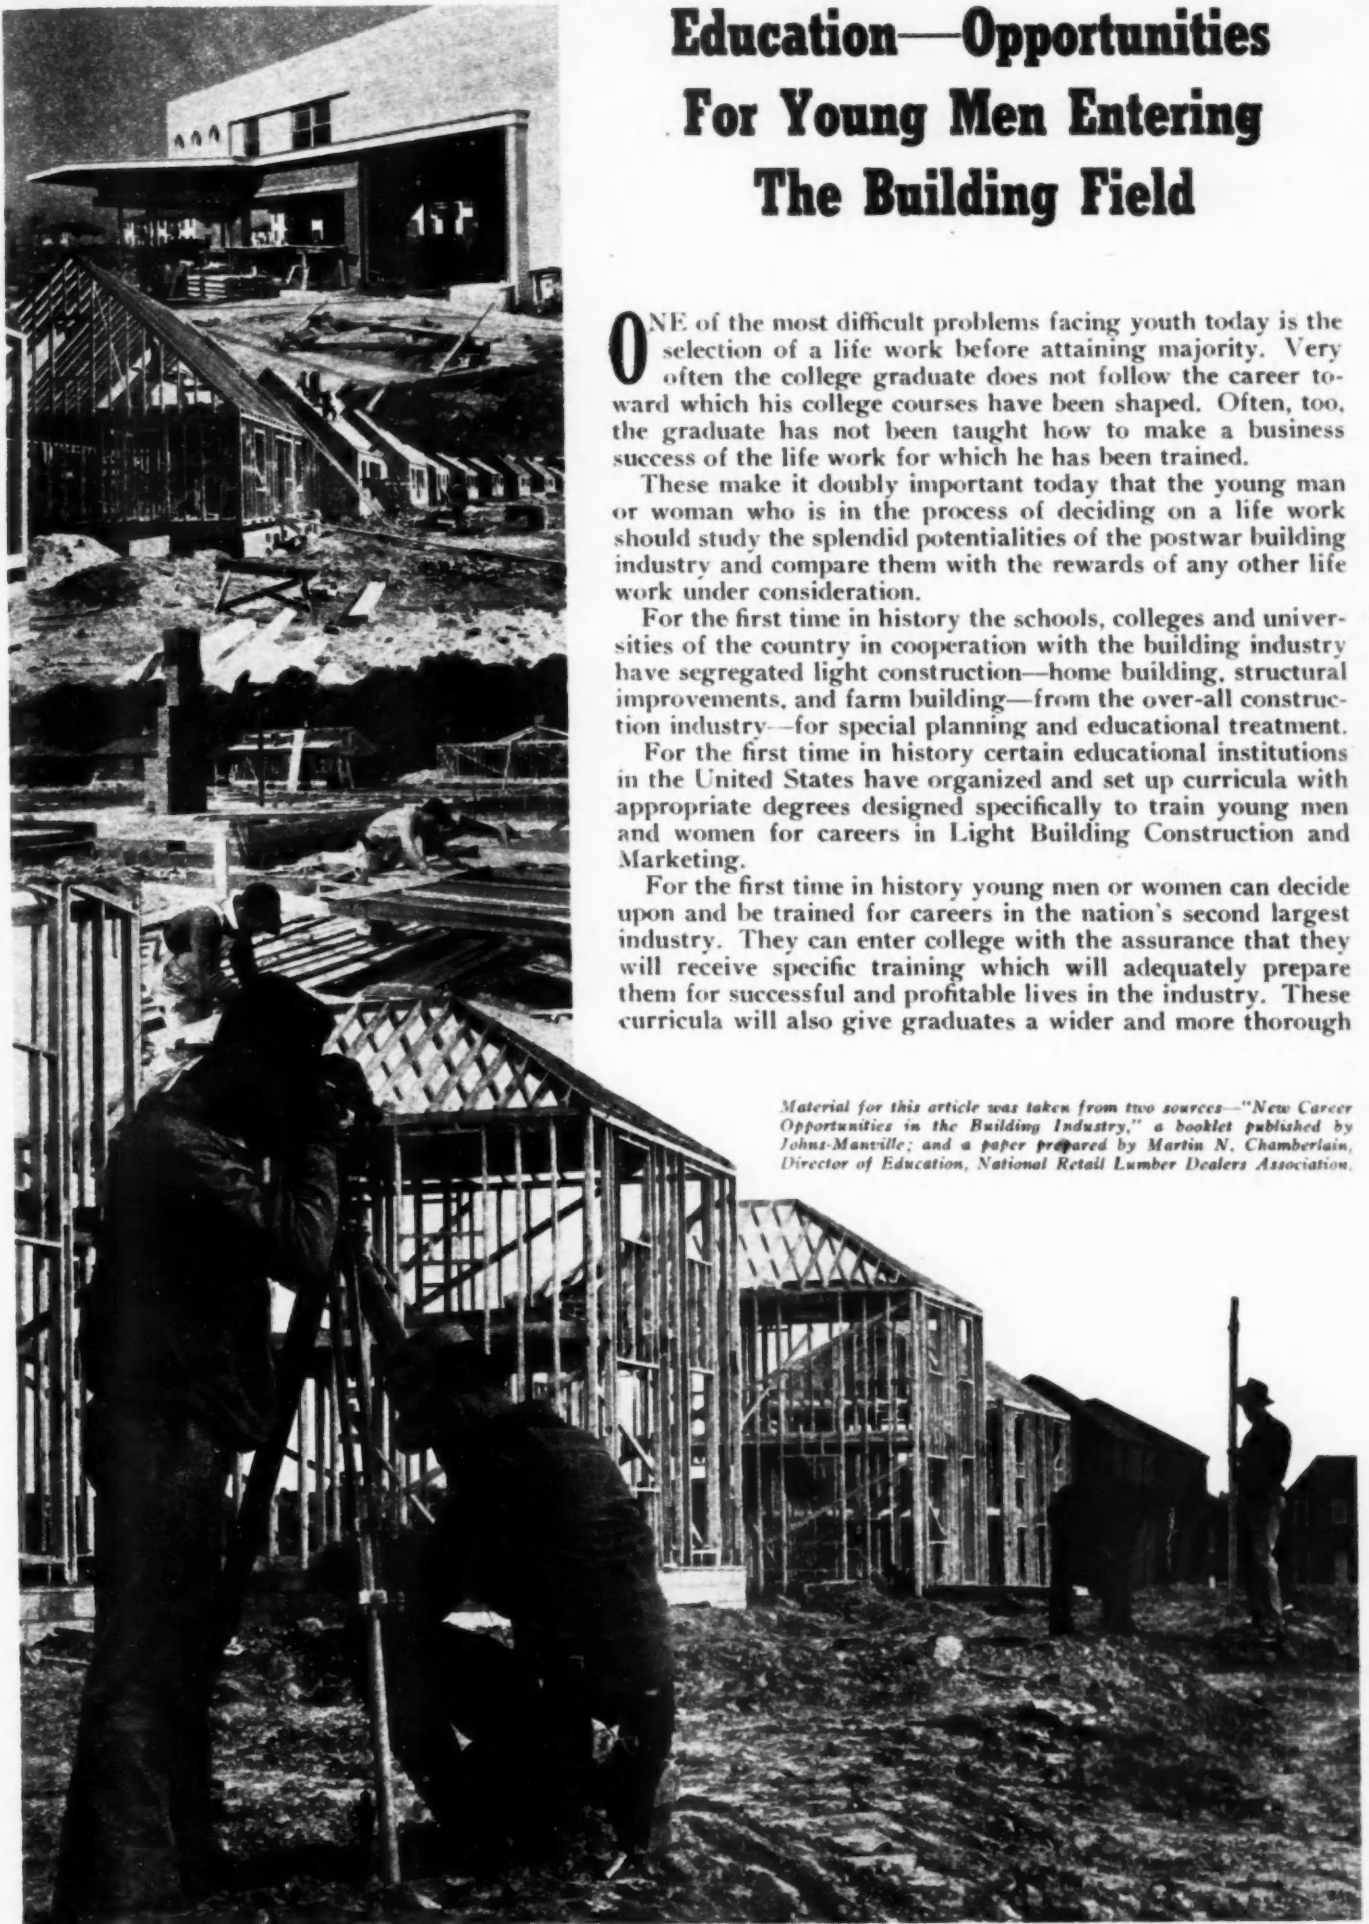 Education—Opportunities
For Young Men Entering
The Building Field
ONE of the most difficult problems facing youth today is the
selection of a life work before attaining majority. Very
often the college graduate does not follow the career to-
ward which his college courses have been shaped. Often, too,
the graduate has not been taught how to make a business
success of the life work for which he has been trained.
These make it doubly important today that the young man
or woman who is in the process of deciding on a life work
should study the splendid potentialities of the postwar building
industry and compare them with the rewards of any other life
work under consideration.
For the first time in history the schools, colleges and univer-
sities of the country in cooperation with the building industry
have segregated light construction—home building, structural
improvements, and farm building—from the over-all construc-
tion industry—for special planning and educational treatment.
For the first time in history certain educational institutions
in the United States have organized and set up curricula with
appropriate degrees designed specifically to train young men
and women for careers in Light Building Construction and
Marketing.
For the first time in history young men or women can decide
upon and be trained for careers in the nation's second largest
industry. They can enter college with the assurance that they
will receive specific training which will adequately prepare
them for successful and profitable lives in the industry. These
curricula will also give graduates a wider and more thorough
Material for this article was taken from two sources—"New Career
Opportunities in the Building Industry," a booklet published by
Johns-Manville; and a paper prepared by Martin N. Chamberlain,
Director of Education, National Retail Lumber Dealers Association.